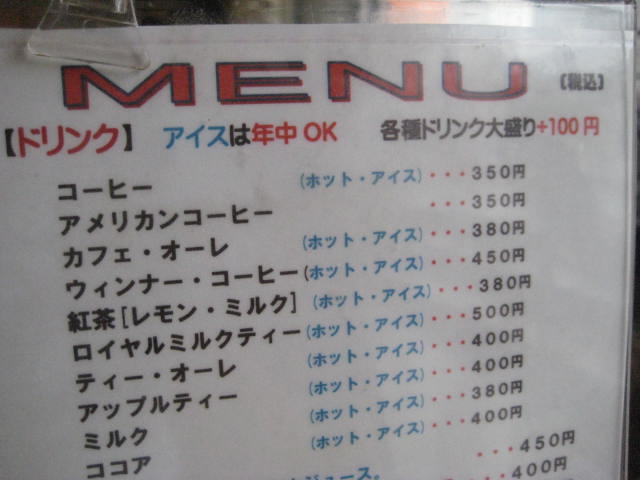 MENU (税込)
【ドリンク】 アイスは年中OK 各種ドリンク大盛り+100円
コーヒー (ホット・アイス)・・・350円
アメリカンコーヒー ・・・350円
カフェ・オーレ (ホット・アイス)・・・380円
ウィンナー・コーヒー(ホット・アイス)・・・450円
紅茶[レモン・ミルク] (ホット・アイス)・・・380円
ロイヤルミルクティー(ホット・アイス)・・・500円
ティー・オーレ (ホット・アイス)・・・400円
アップルティー (ホット・アイス)・・・400円
ミルク (ホット・アイス)・・・380円
ココア (ホット・アイス)・・・400円
・・・450円
ジュース。 ・・・400円